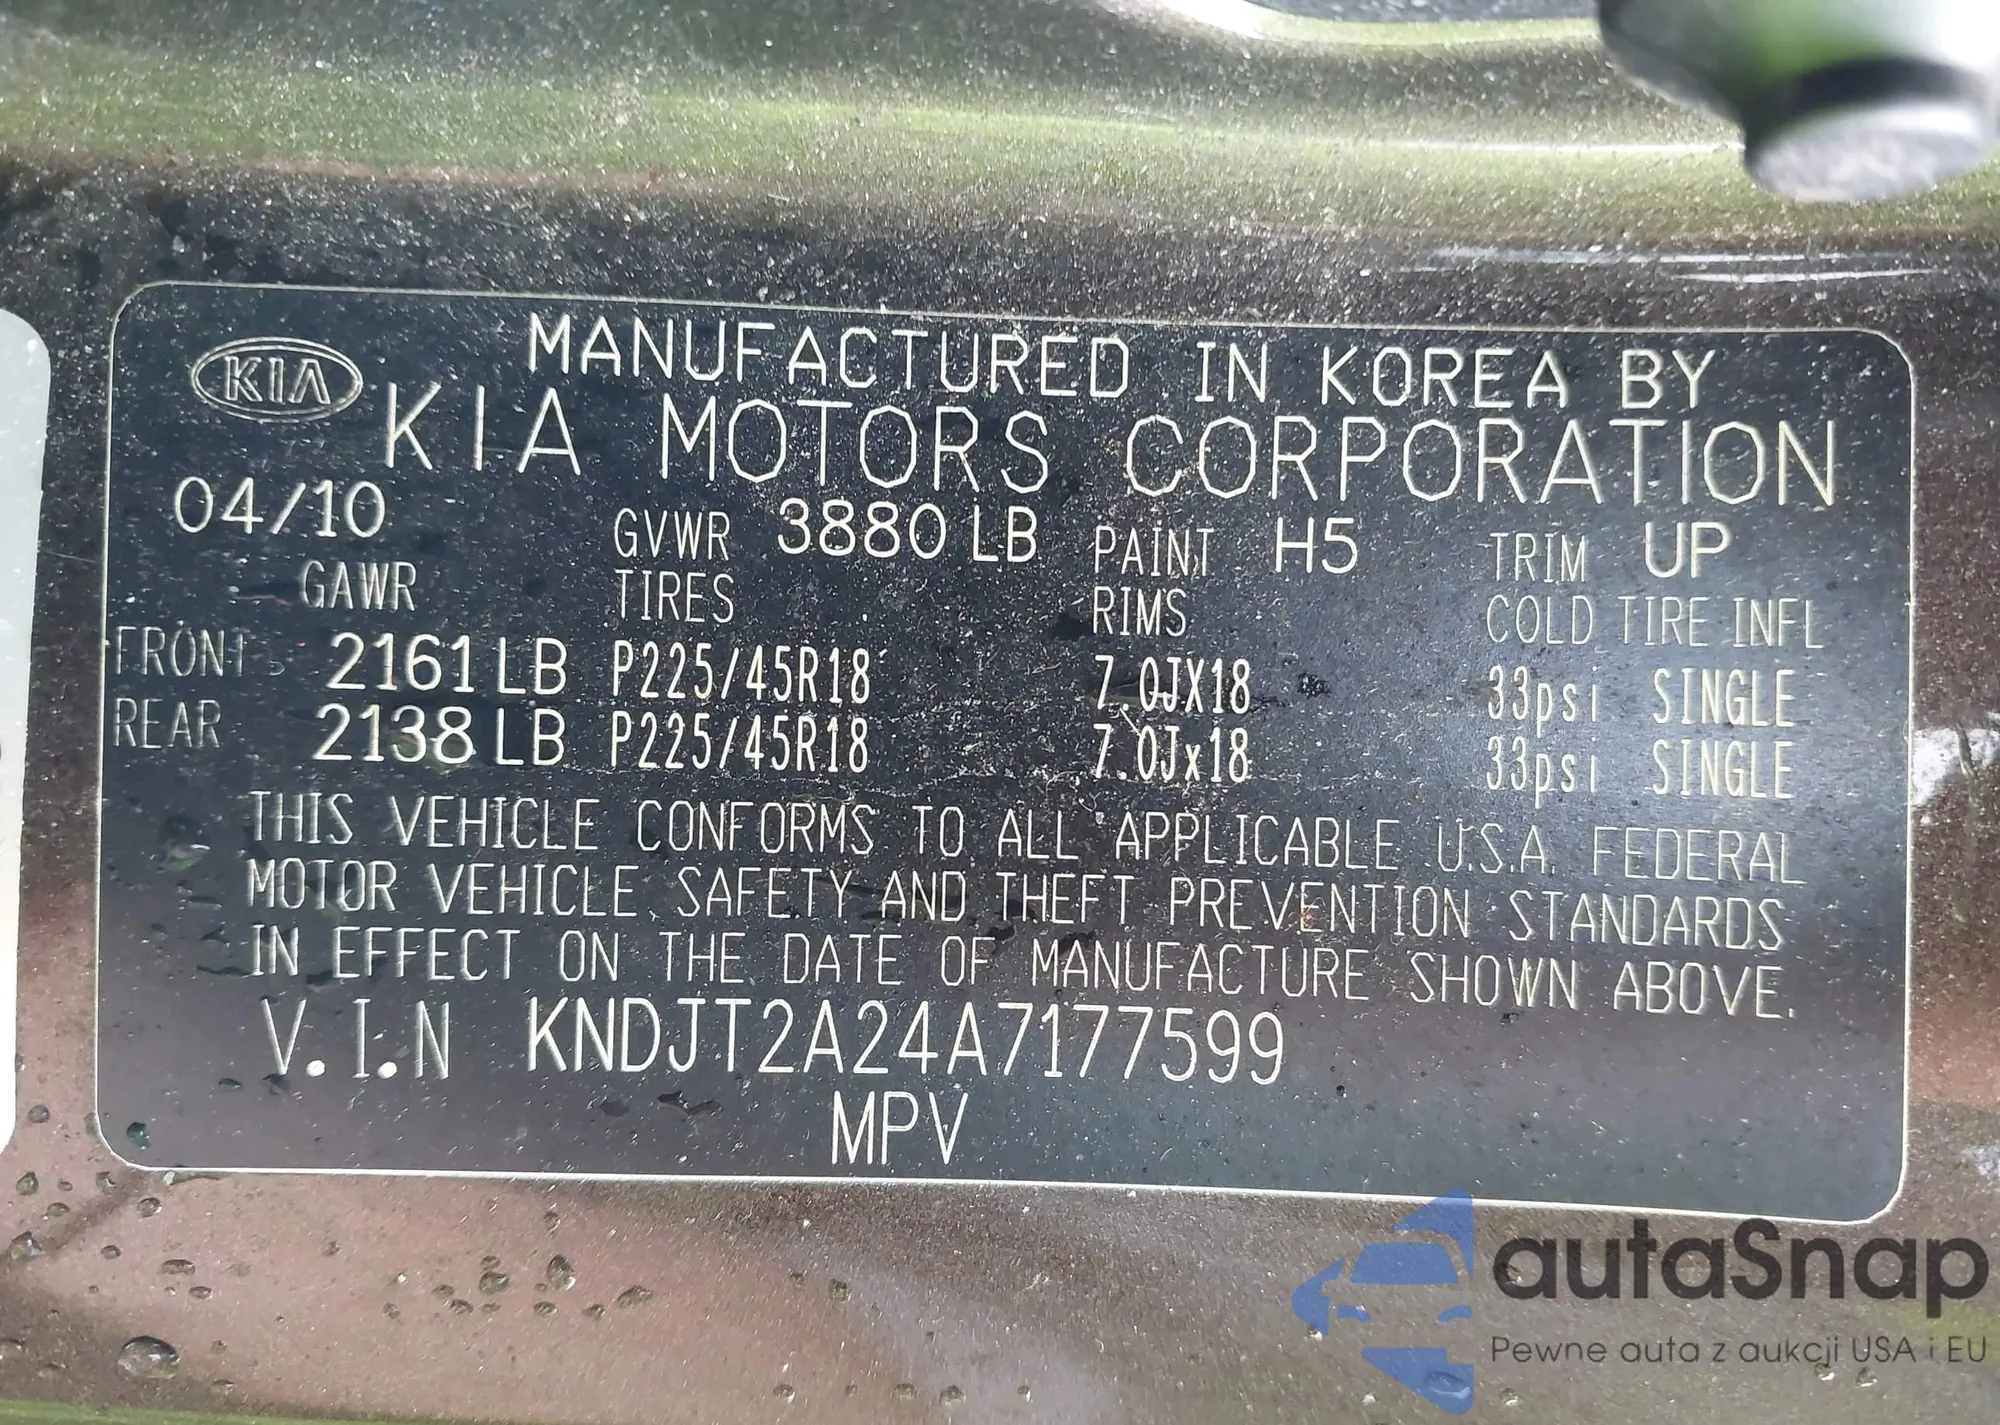 MANUFACTURED IN KOREA BY
KIA KIA MOTORS CORPORATION
04/10 GVWR 3880 LB PAINT H5 TRIM UP
GAWR TIRES RIMS COLD TIRE INFL
FRONT 2161 LB P225/45R18 7.0JX18 33psi SINGLE
REAR 2138 LB P225/45R18 7.0Jx18 33psi SINGLE
THIS VEHICLE CONFORMS TO ALL APPLICABLE U.S.A. FEDERAL
MOTOR VEHICLE SAFETY AND THEFT PREVENTION STANDARDS
IN EFFECT ON THE DATE OF MANUFACTURE SHOWN ABOVE.
V.I.N KNDJT2A24A7177599
MPV
autaSnap
Pewne auta z aukcji USA i EU